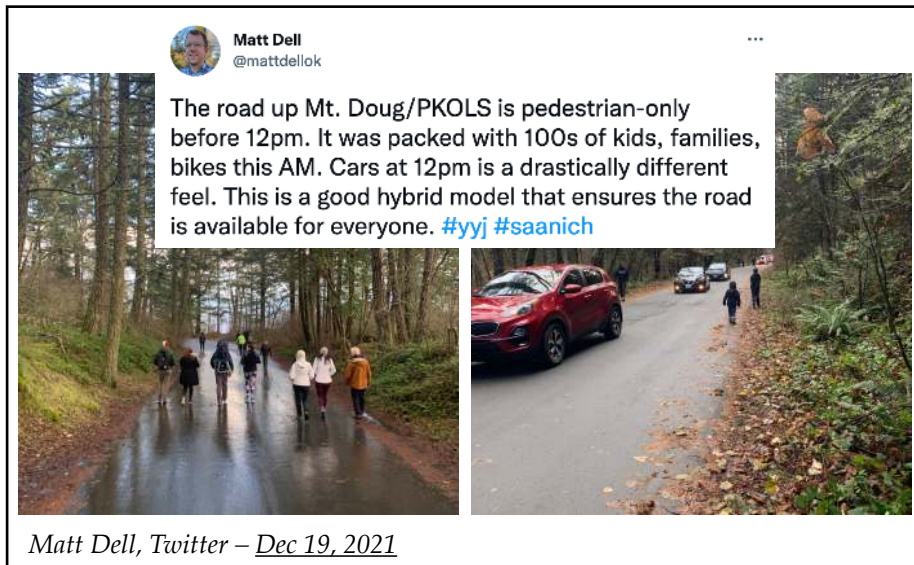 Matt Dell
@mattdellok
The road up Mt. Doug/PKOLS is pedestrian-only
before 12pm. It was packed with 100s of kids, families,
bikes this AM. Cars at 12pm is a drastically different
feel. This is a good hybrid model that ensures the road
is available for everyone. #yyj #saanich
Matt Dell, Twitter – Dec 19, 2021